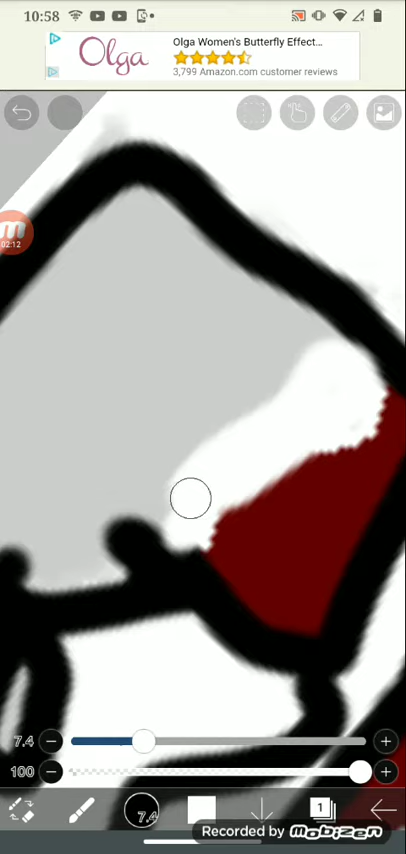 10:58
Olga
Olga Women's Butterfly Effect...
3,799 Amazon.com customer reviews
m
02:12
7.4
100
7.4
1
Recorded by mobizen